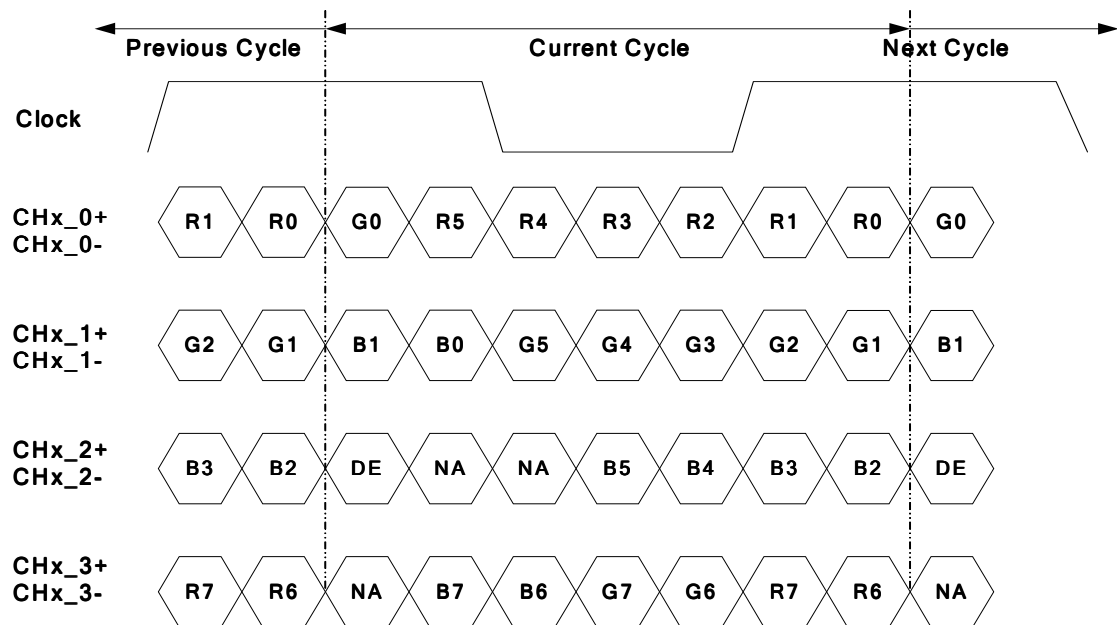 Previous Cycle Current Cycle Next Cycle
Clock
CHx_0+ R1 R0 G0 R5 R4 R3 R2 R1 R0 G0
CHx_0-
CHx_1+ G2 G1 B1 B0 G5 G4 G3 G2 G1 B1
CHx_1-
CHx_2+ B3 B2 DE NA NA B5 B4 B3 B2 DE
CHx_2-
CHx_3+ R7 R6 NA B7 B6 G7 G6 R7 R6 NA
CHx_3-